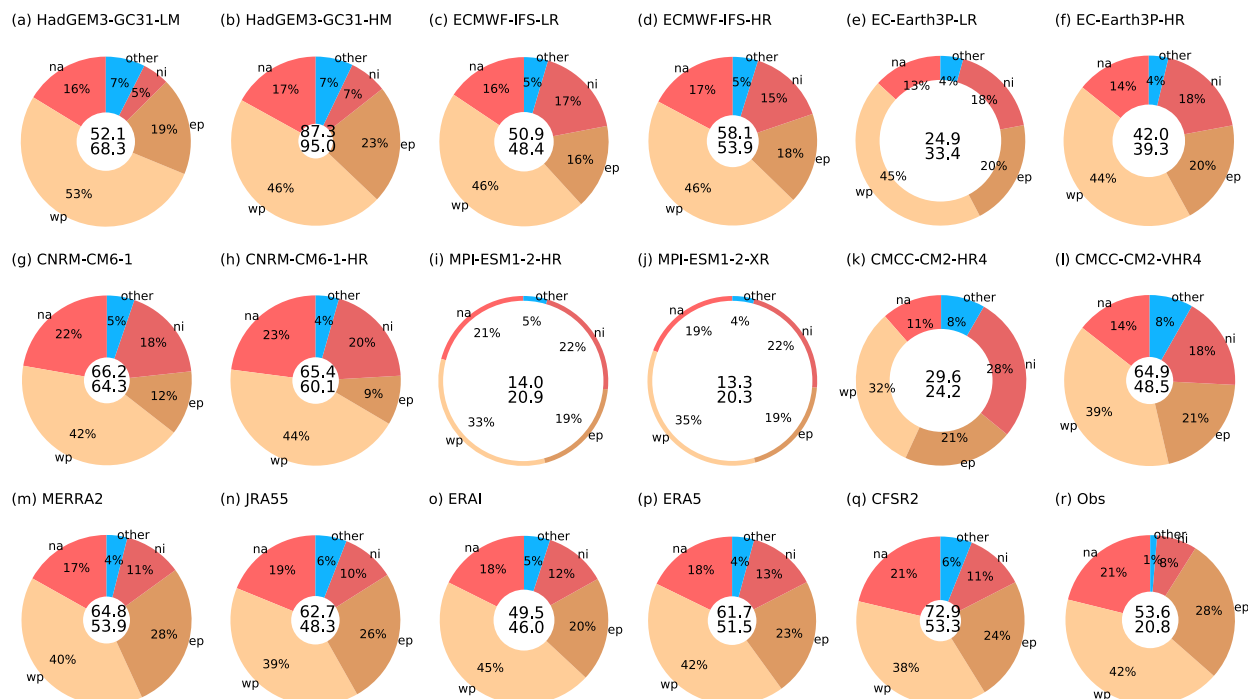 (a) HadGEM3-GC31-LM
other
na
ni
7%
16%
5%
52.1
68.3
19%
ep
53%
wp
(b) HadGEM3-GC31-HM
other
na
ni
7%
17%
7%
87.3
95.0
23%
ep
46%
wp
(c) ECMWF-IFS-LR
other
na
ni
5%
16%
17%
50.9
48.4
16%
ep
46%
wp
(d) ECMWF-IFS-HR
other
na
ni
5%
17%
15%
58.1
53.9
18%
ep
46%
wp
(e) EC-Earth3P-LR
other
na
ni
4%
13%
18%
24.9
33.4
20%
ep
45%
wp
(f) EC-Earth3P-HR
other
na
ni
4%
14%
18%
42.0
39.3
20%
ep
44%
wp
(g) CNRM-CM6-1
other
na
ni
5%
22%
18%
66.2
64.3
12%
ep
42%
wp
(h) CNRM-CM6-1-HR
other
na
ni
4%
23%
20%
65.4
60.1
9%
ep
44%
wp
(i) MPI-ESM1-2-HR
other
na
ni
5%
21%
22%
14.0
20.9
19%
ep
33%
wp
(j) MPI-ESM1-2-XR
other
na
ni
4%
19%
22%
13.3
20.3
19%
ep
35%
wp
(k) CMCC-CM2-HR4
other
na
ni
8%
11%
28%
29.6
24.2
32%
wp
21%
ep
(l) CMCC-CM2-VHR4
other
na
ni
8%
14%
18%
64.9
48.5
21%
ep
39%
wp
(m) MERRA2
other
na
ni
4%
17%
11%
64.8
53.9
28%
ep
40%
wp
(n) JRA55
other
na
ni
6%
19%
10%
62.7
48.3
26%
ep
39%
wp
(o) ERAI
other
na
ni
5%
18%
12%
49.5
46.0
20%
ep
45%
wp
(p) ERA5
other
na
ni
4%
18%
13%
61.7
51.5
23%
ep
42%
wp
(q) CFSR2
other
na
ni
6%
21%
11%
72.9
53.3
24%
ep
38%
wp
(r) Obs
other
na
ni
1%
21%
8%
53.6
20.8
28%
ep
42%
wp